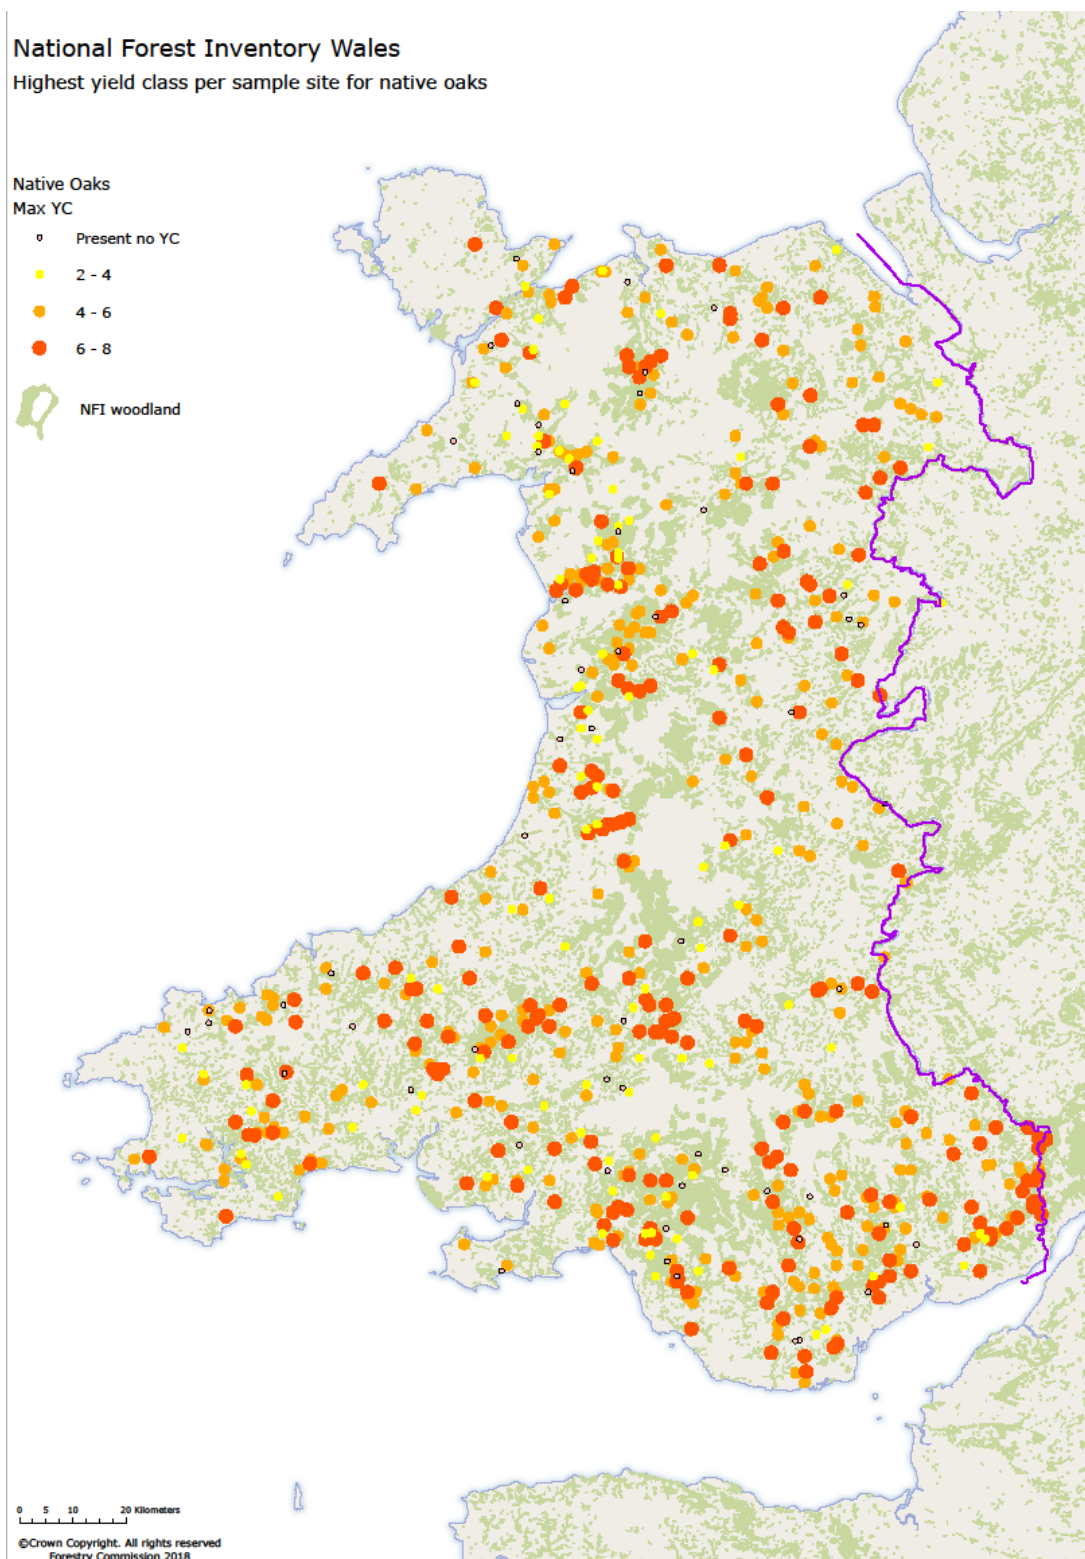 National Forest Inventory Wales
Highest yield class per sample site for native oaks
Native Oaks
Max YC
Present no YC
2 - 4
4 - 6
6 - 8
NFI woodland
0 5 10 20 Kilometers
©Crown Copyright. All rights reserved
Forestry Commission 2018